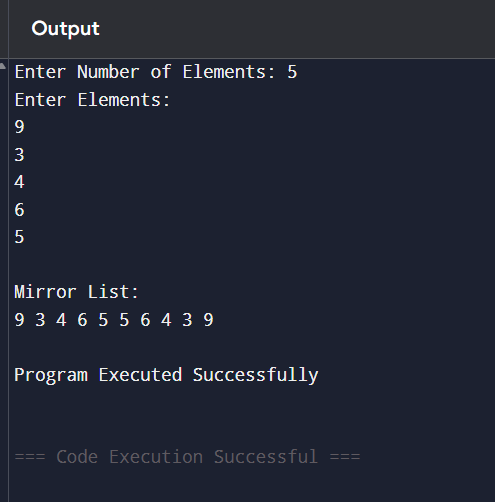 Output
Enter Number of Elements: 5
Enter Elements:
9
3
4
6
5
Mirror List:
9 3 4 6 5 5 6 4 3 9
Program Executed Successfully
=== Code Execution Successful ===